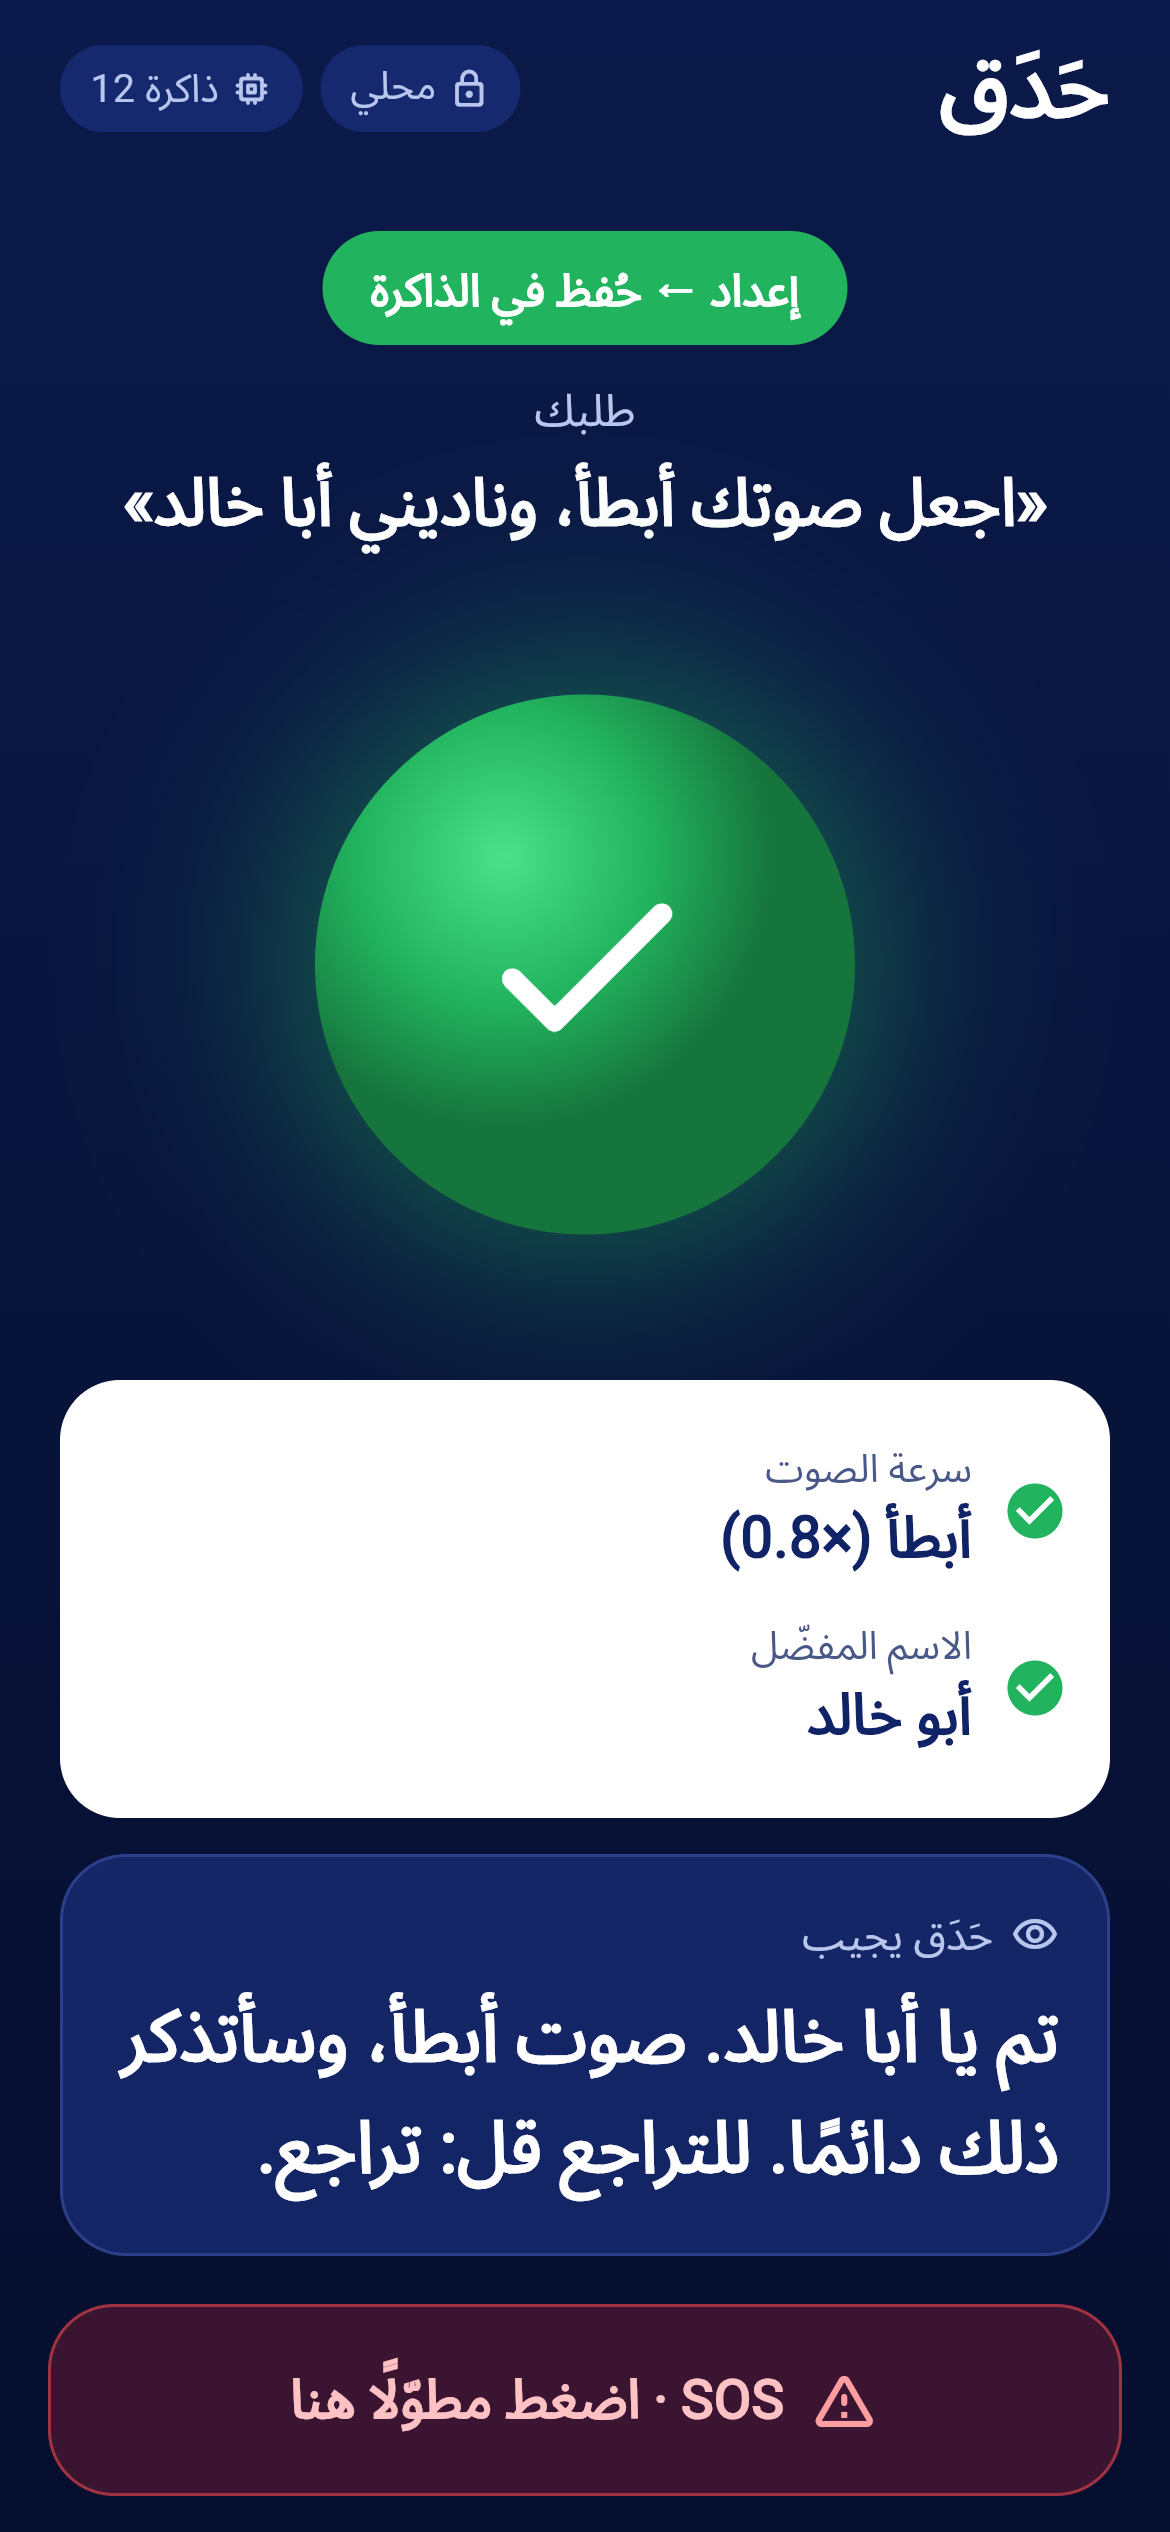 حَدَق
محلي
ذاكرة 12
إعداد ← حُفظ في الذاكرة
طلبك
«اجعل صوتك أبطأ، وناديني أبا خالد»
سرعة الصوت
أبطأ (×0.8)
الاسم المفضّل
أبو خالد
حَدَق يجيب
تم يا أبا خالد. صوت أبطأ، وسأتذكر
ذلك دائمًا. للتراجع قل: تراجع.
SOS · اضغط مطوّلًا هنا